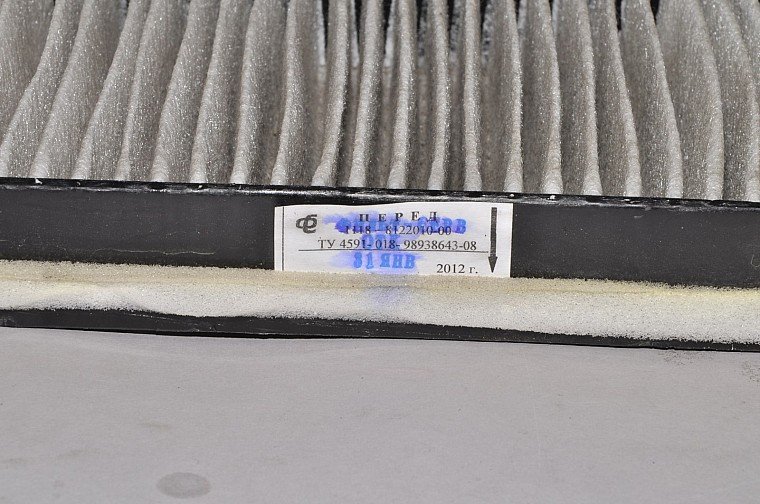 ПЕРЕД
1118 - 8122010-00
ТУ 4591- 018- 98938643-08
31 ЯНВ
2012 г.